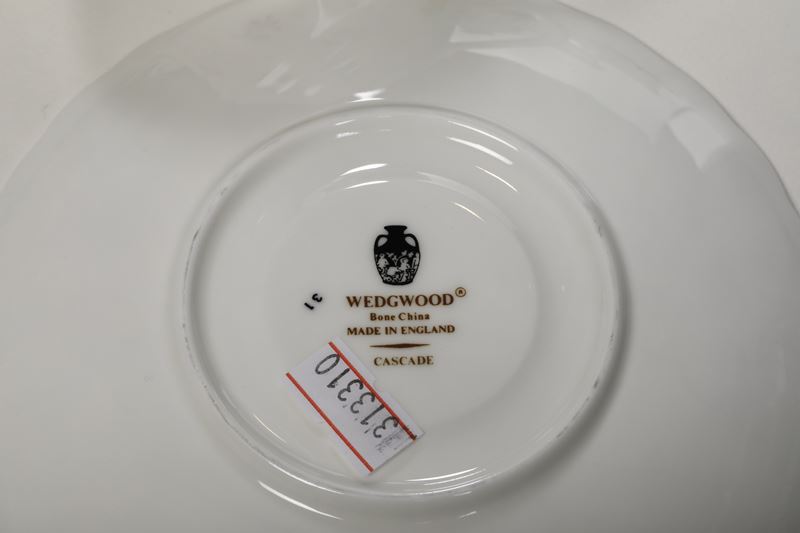 31
WEDGWOOD®
Bone China
MADE IN ENGLAND
CASCADE
313310